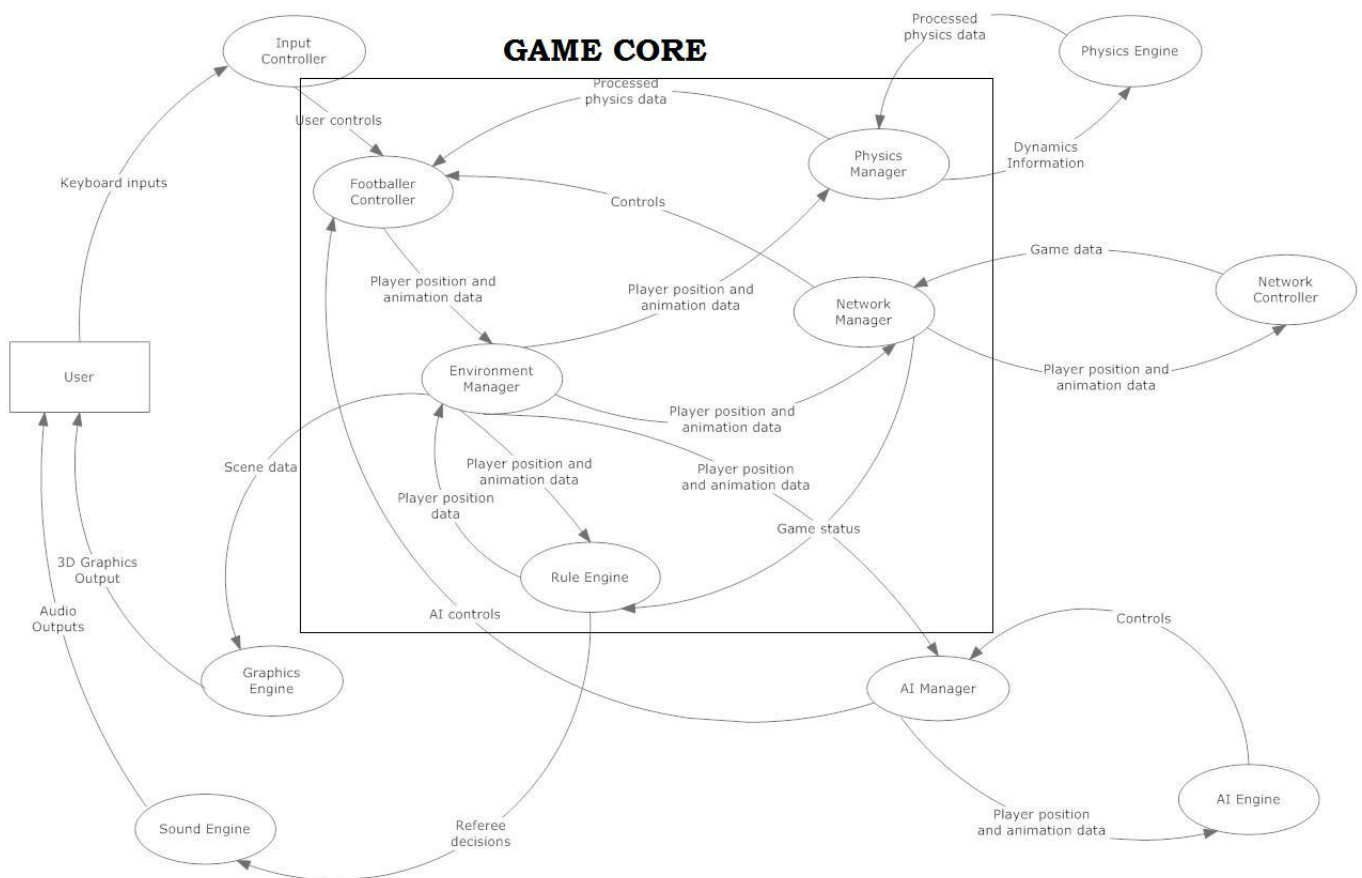 Input
Controller
GAME CORE
Processed
physics data
Physics Engine
Processed
physics data
User controls
Dynamics
Information
Physics
Manager
Keyboard inputs
Footballer
Controller
Controls
Game data
Network
Controller
Player position and
animation data
Player position and
animation data
Network
Manager
User
Environment
Manager
Player position and
animation data
Player position and
animation data
Scene data
Player position and
animation data
Player position
and animation data
Player position
data
Game status
3D Graphics
Output
Rule Engine
Audio
Outputs
AI controls
Controls
Graphics
Engine
AI Manager
Sound Engine
Referee
decisions
Player position
and animation data
AI Engine